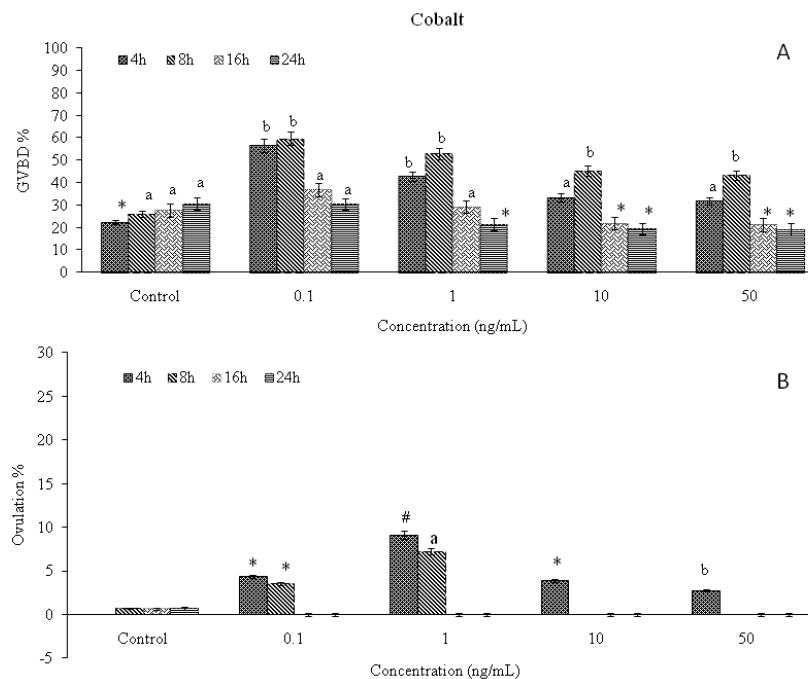 Cobalt
A
100
90
80
70
60
50
40
30
20
10
0
GVBD %
4h 8h 16h 24h
* a a a
b b a a
b b a *
a b * *
a b * *
Control 0.1 1 10 50
Concentration (ng/mL)
B
30
25
20
15
10
5
0
-5
Ovulation %
4h 8h 16h 24h
* *
# a
*
b
Control 0.1 1 10 50
Concentration (ng/mL)